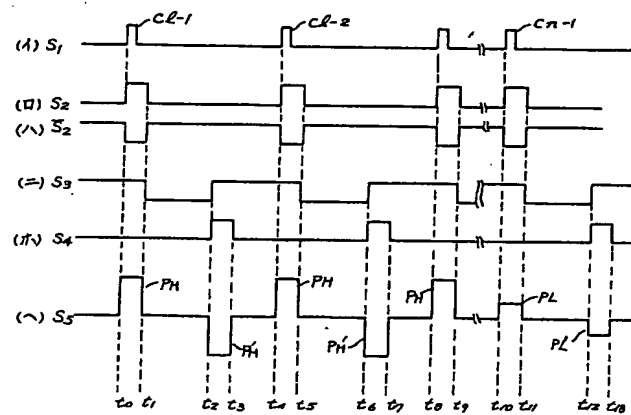 (イ) S1 Cl-1 Cl-2 Cn-1
(ロ) S2
(ハ) S̄2
(ニ) S3
(ホ) S4
(ヘ) S5 PH PH PH PL
PH' PH' PL'
t0 t1 t2 t3 t4 t5 t6 t7 t8 t9 t10 t11 t12 t13